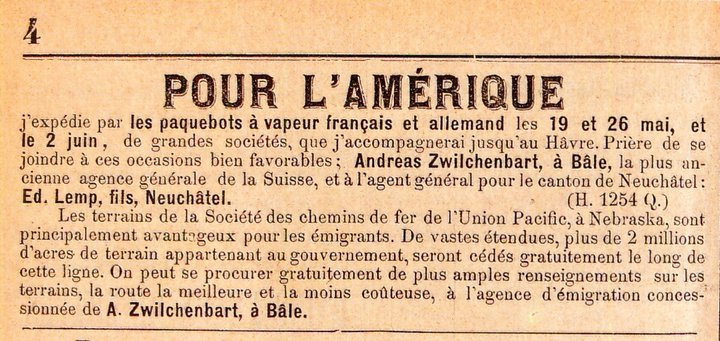 4
POUR L'AMÉRIQUE
j'expédie par les paquebots à vapeur français et allemand les 19 et 26 mai, et
le 2 juin, de grandes sociétés, que j'accompagnerai jusqu'au Hâvre. Prière de se
joindre à ces occasions bien favorables; Andreas Zwilchenbart, à Bâle, la plus an-
cienne agence générale de la Suisse, et à l'agent général pour le canton de Neuchâtel:
Ed. Lemp, fils, Neuchâtel. (H. 1254 Q.)
Les terrains de la Société des chemins de fer de l'Union Pacific, à Nebraska, sont
principalement avantageux pour les émigrants. De vastes étendues, plus de 2 millions
d'acres de terrain appartenant au gouvernement, seront cédés gratuitement le long de
cette ligne. On peut se procurer gratuitement de plus amples renseignements sur les
terrains, la route la meilleure et la moins coûteuse, à l'agence d'émigration conces-
sionnée de A. Zwilchenbart, à Bâle.